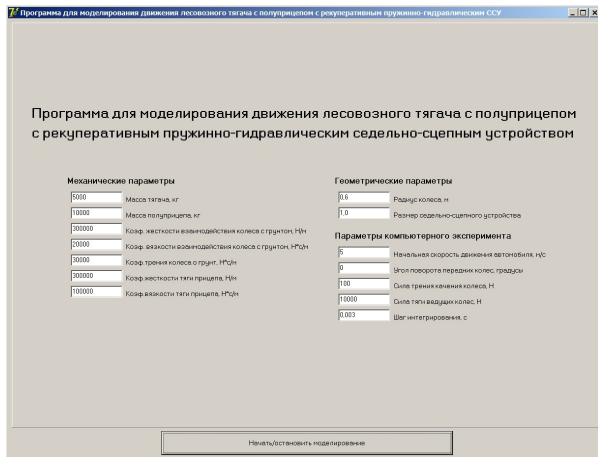 Программа для моделирования движения лесовозного тягача с полуприцепом с рекуперативным пружинно-гидравлическим ССУ
Программа для моделирования движения лесовозного тягача с полуприцепом
с рекуперативным пружинно-гидравлическим седельно-сцепным устройством
Механические параметры
5000 Масса тягача, кг
10000 Масса полуприцепа, кг
300000 Коэф. жесткости взаимодействия колеса с грунтом, Н/м
20000 Коэф. вязкости взаимодействия колеса с грунтом, Н*с/м
30000 Коэф.трения колеса о грунт, Н*с/м
300000 Коэф.жесткости тяги прицепа, Н/м
100000 Коэф.вязкости тяги прицепа, Н*с/м
Геометрические параметры
0,6 Радиус колеса, м
1,0 Размер седельно-сцепного устройства
Параметры компьютерного эксперимента
5 Начальная скорость движения автомобиля, м/с
0 Угол поворота передних колес, градусы
100 Сила трения качения колеса, Н
10000 Сила тяги ведущих колес, Н
0,003 Шаг интегрирования, с
Начать/остановить моделирование